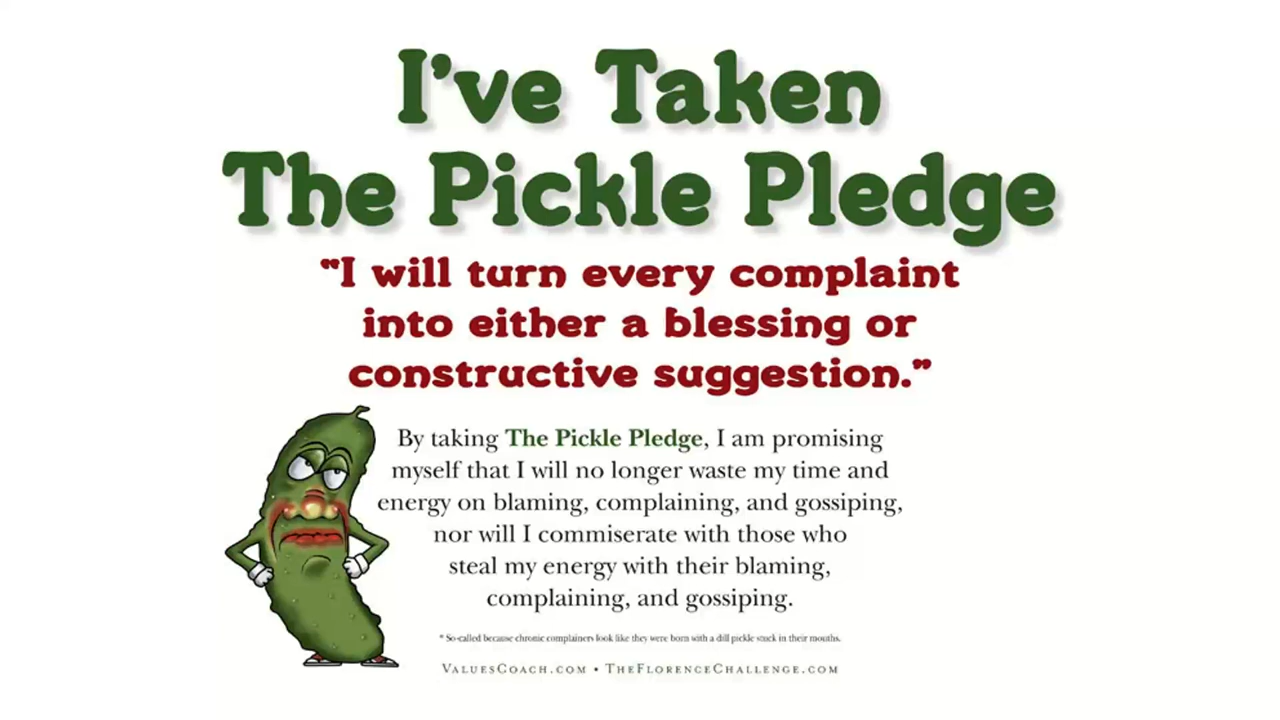 I've Taken
The Pickle Pledge
“I will turn every complaint
into either a blessing or
constructive suggestion.”
By taking The Pickle Pledge, I am promising
myself that I will no longer waste my time and
energy on blaming, complaining, and gossiping,
nor will I commiserate with those who
steal my energy with their blaming,
complaining, and gossiping.
* So-called because chronic complainers look like they were born with a dill pickle stuck in their mouths.
ValuesCoach.com • TheFlorenceChallenge.com